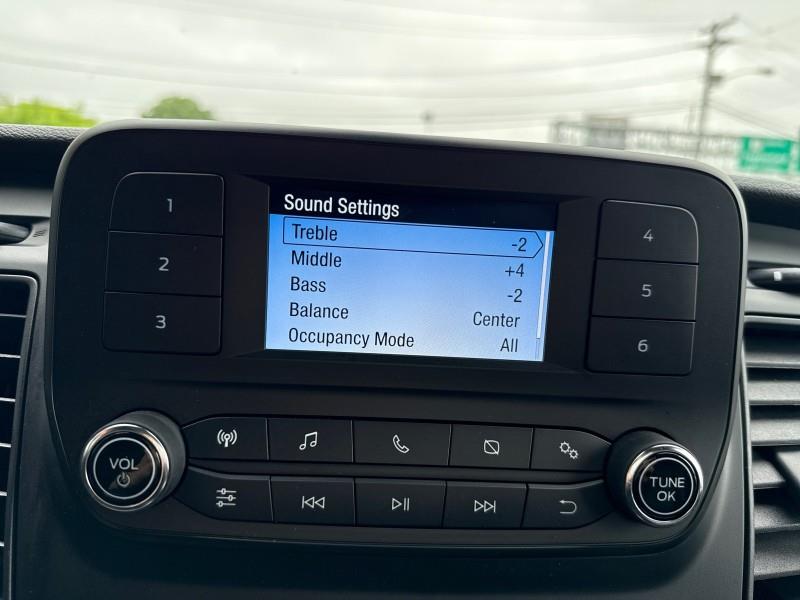 Sound Settings
Treble -2
Middle +4
Bass -2
Balance Center
Occupancy Mode All
1
2
3
4
5
6
VOL
TUNE
OK